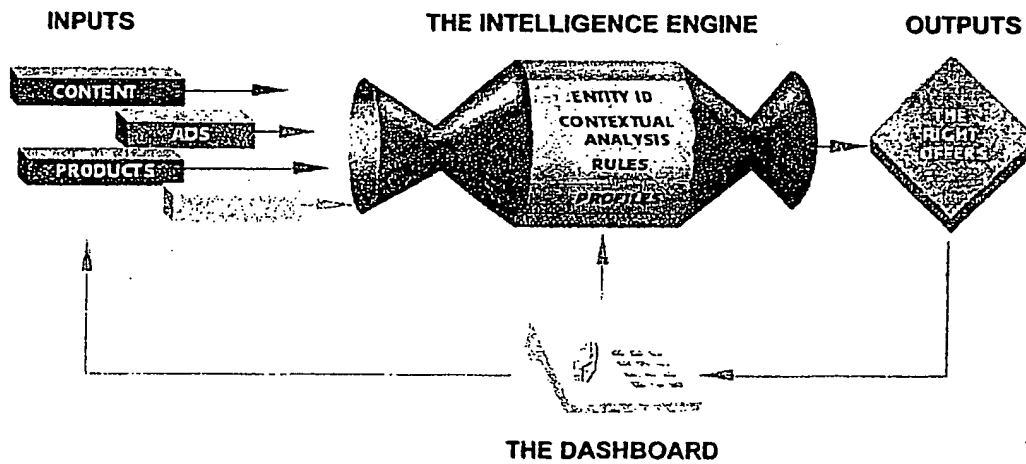 INPUTS
THE INTELLIGENCE ENGINE
OUTPUTS
CONTENT
ADS
PRODUCTS
ENTITY ID
CONTEXTUAL
ANALYSIS
RULES
PROFILES
THE
RIGHT
OFFERS
THE DASHBOARD